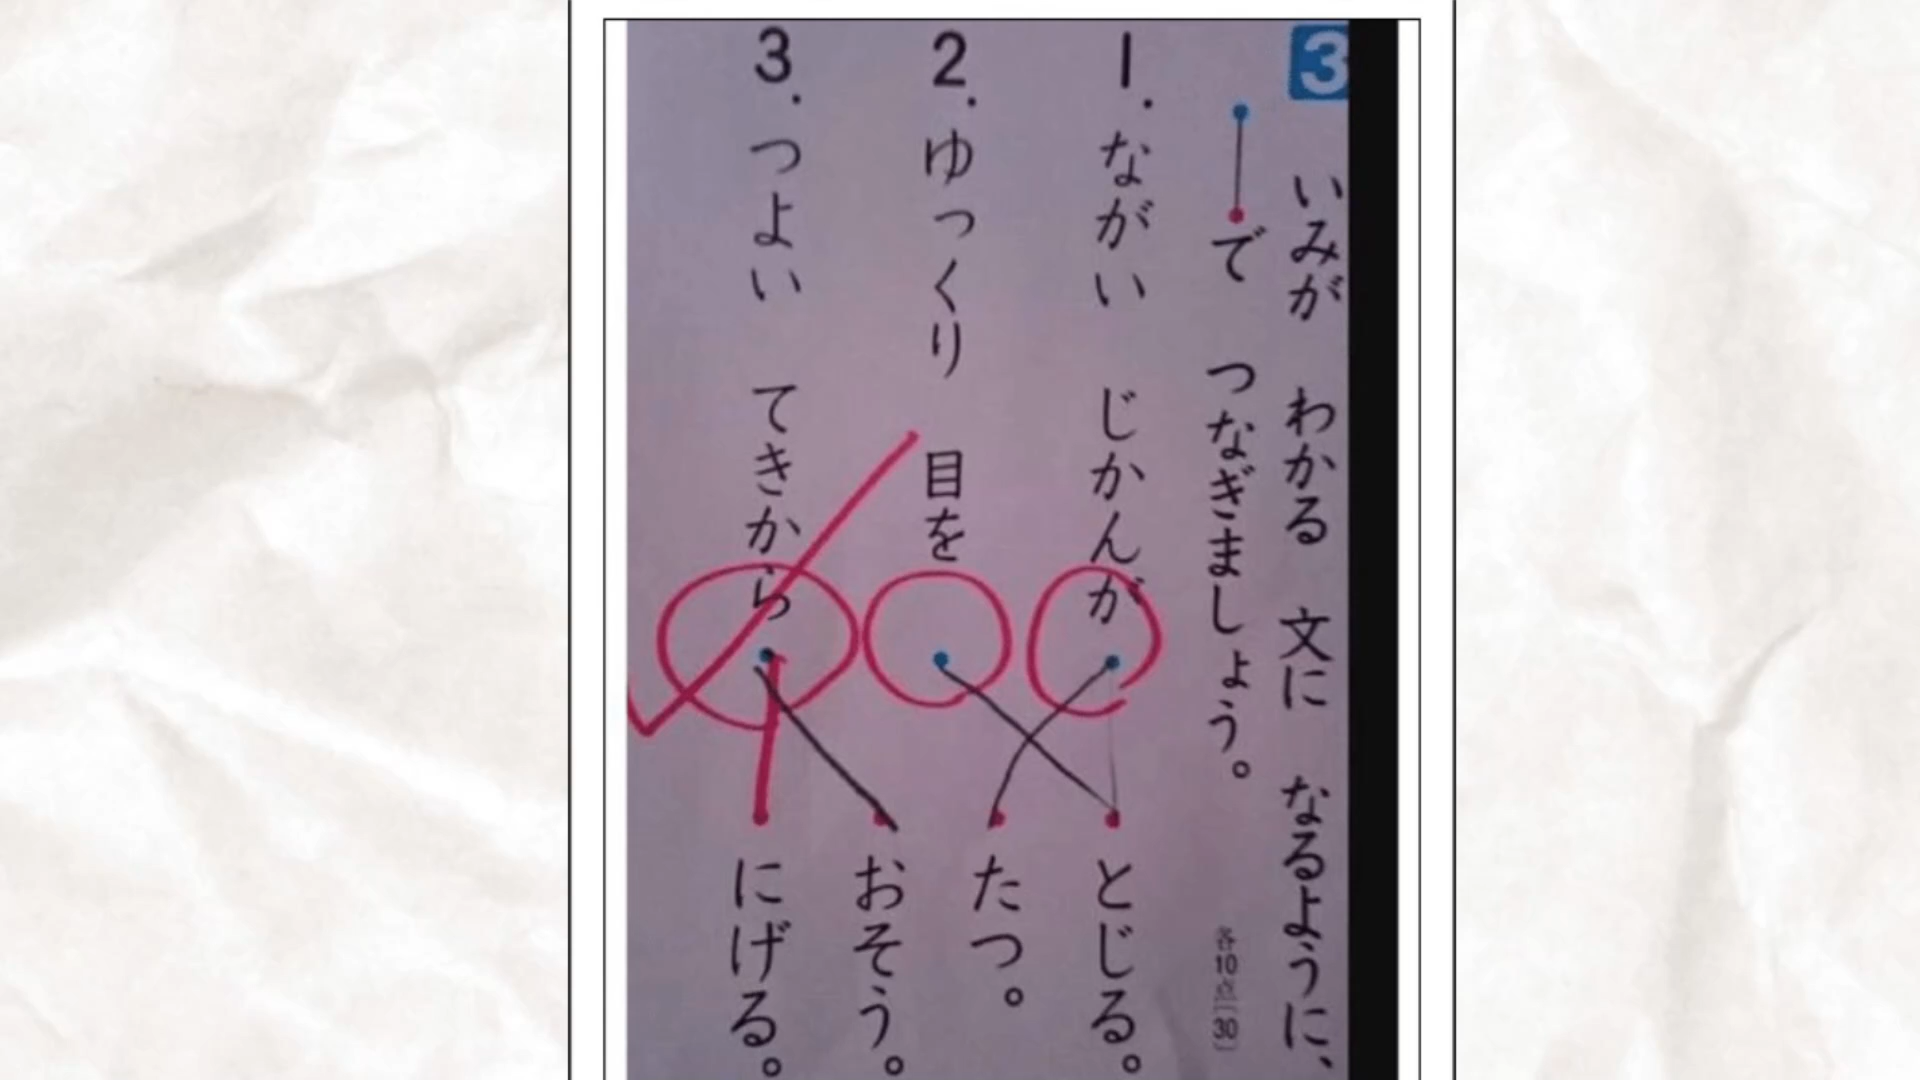 3 いみが わかる 文に なるように、
で つなぎましょう。
各10点(30)
1. ながい じかんが
2. ゆっくり 目を
3. つよい てきから
とじる。
たつ。
おそう。
にげる。